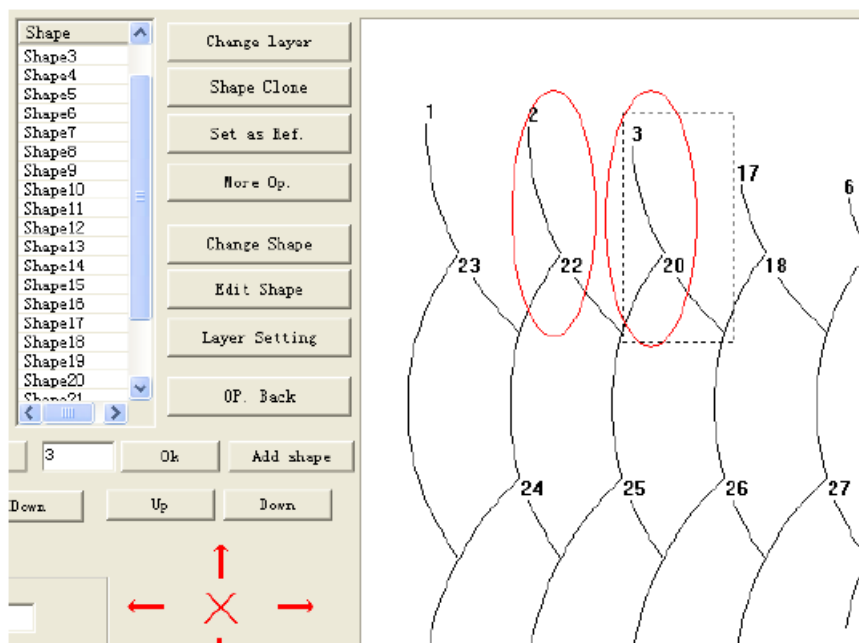 Shape
Shape3
Shape4
Shape5
Shape6
Shape7
Shape8
Shape9
Shape10
Shape11
Shape12
Shape13
Shape14
Shape15
Shape16
Shape17
Shape18
Shape19
Shape20
Shape21
Change layer
Shape Clone
Set as Ref.
More Op.
Change Shape
Edit Shape
Layer Setting
OP. Back
3
Ok
Add shape
Down
Up
Down
1
2
3
17
6
23
22
20
18
24
25
26
27